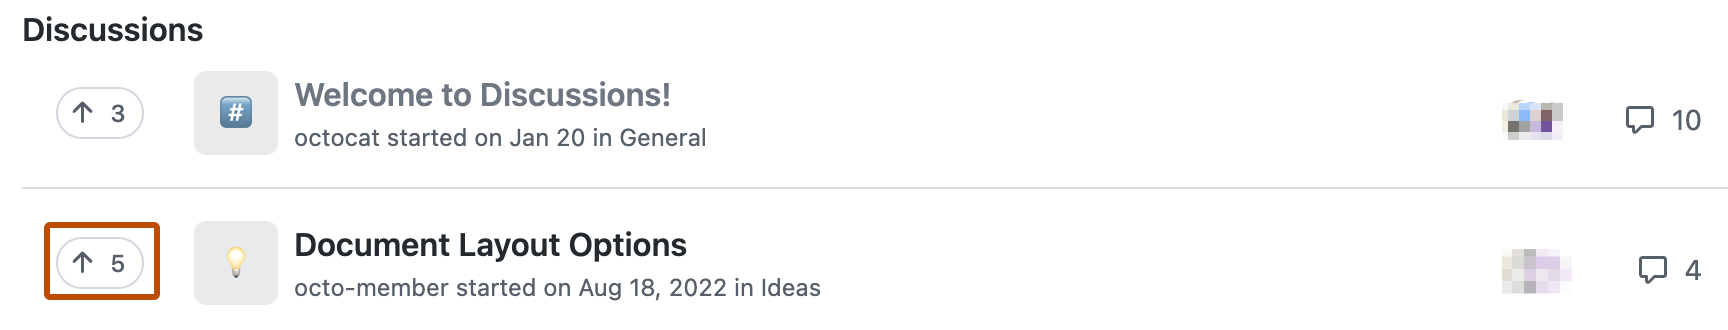 Discussions
3
#
Welcome to Discussions!
octocat started on Jan 20 in General
10
5
Document Layout Options
octo-member started on Aug 18, 2022 in Ideas
4